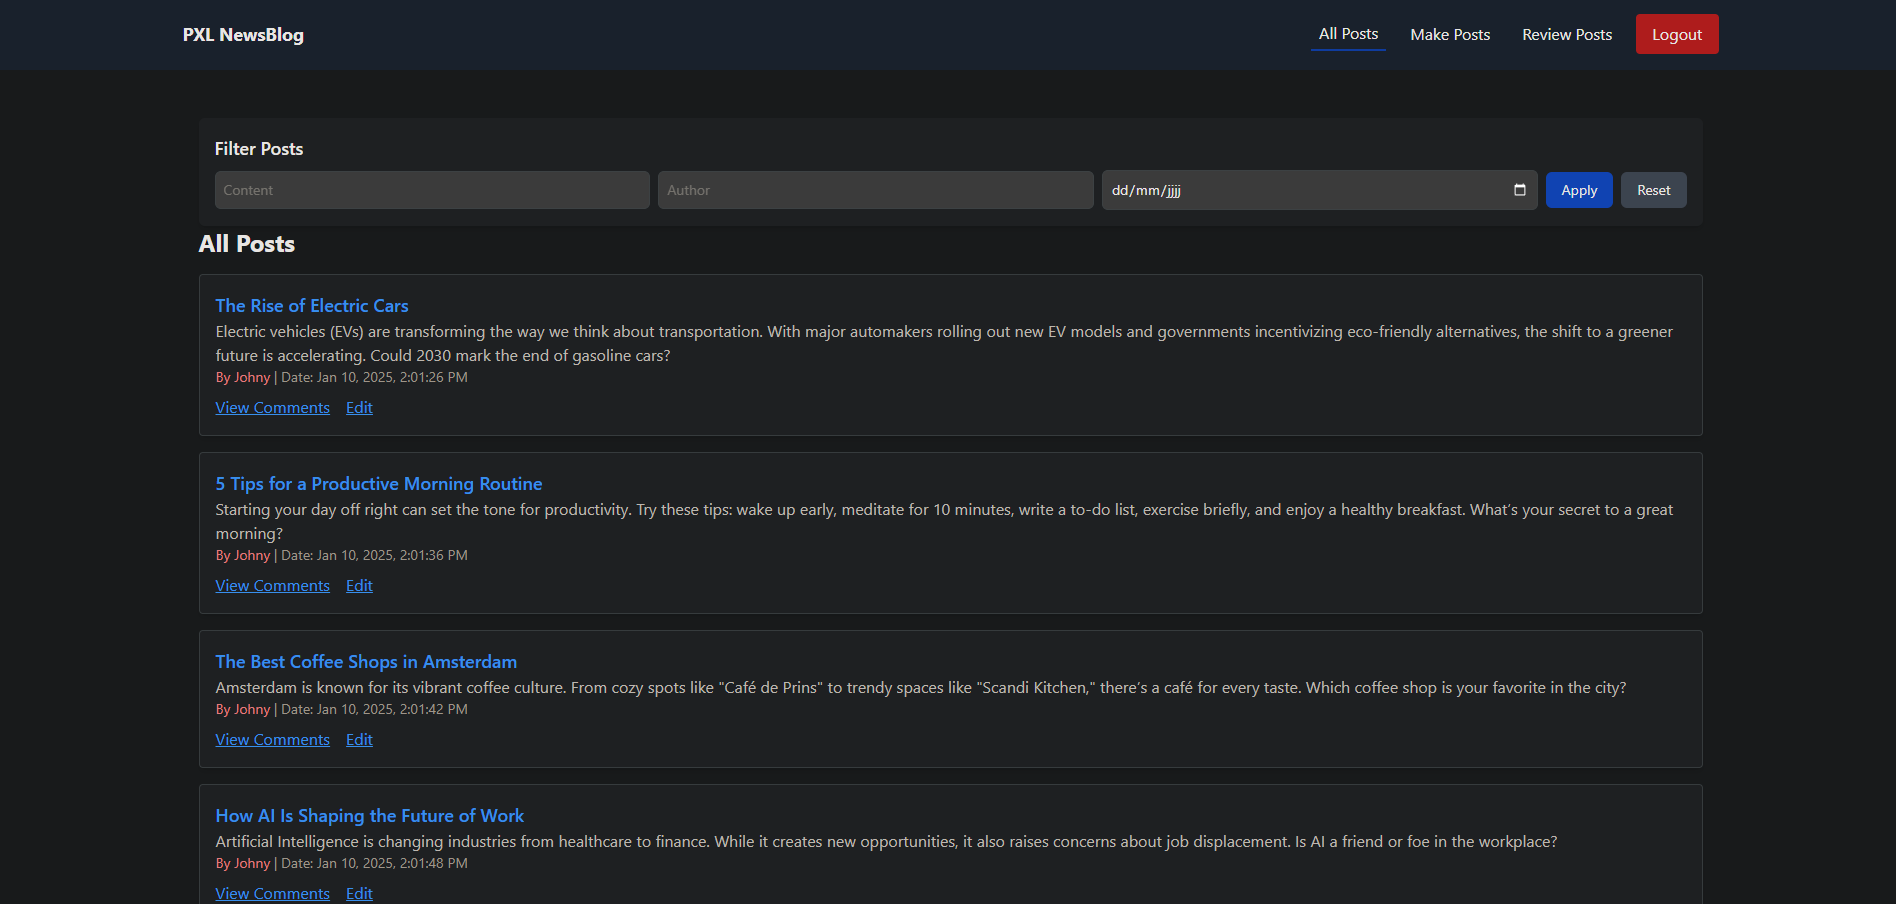 PXL NewsBlog
All Posts
Make Posts
Review Posts
Logout
Filter Posts
Content
Author
dd/mm/jjjj
Apply
Reset
All Posts
The Rise of Electric Cars
Electric vehicles (EVs) are transforming the way we think about transportation. With major automakers rolling out new EV models and governments incentivizing eco-friendly alternatives, the shift to a greener
future is accelerating. Could 2030 mark the end of gasoline cars?
By Johny | Date: Jan 10, 2025, 2:01:26 PM
View Comments Edit
5 Tips for a Productive Morning Routine
Starting your day off right can set the tone for productivity. Try these tips: wake up early, meditate for 10 minutes, write a to-do list, exercise briefly, and enjoy a healthy breakfast. What’s your secret to a great
morning?
By Johny | Date: Jan 10, 2025, 2:01:36 PM
View Comments Edit
The Best Coffee Shops in Amsterdam
Amsterdam is known for its vibrant coffee culture. From cozy spots like "Café de Prins" to trendy spaces like "Scandi Kitchen," there’s a café for every taste. Which coffee shop is your favorite in the city?
By Johny | Date: Jan 10, 2025, 2:01:42 PM
View Comments Edit
How AI Is Shaping the Future of Work
Artificial Intelligence is changing industries from healthcare to finance. While it creates new opportunities, it also raises concerns about job displacement. Is AI a friend or foe in the workplace?
By Johny | Date: Jan 10, 2025, 2:01:48 PM
View Comments Edit